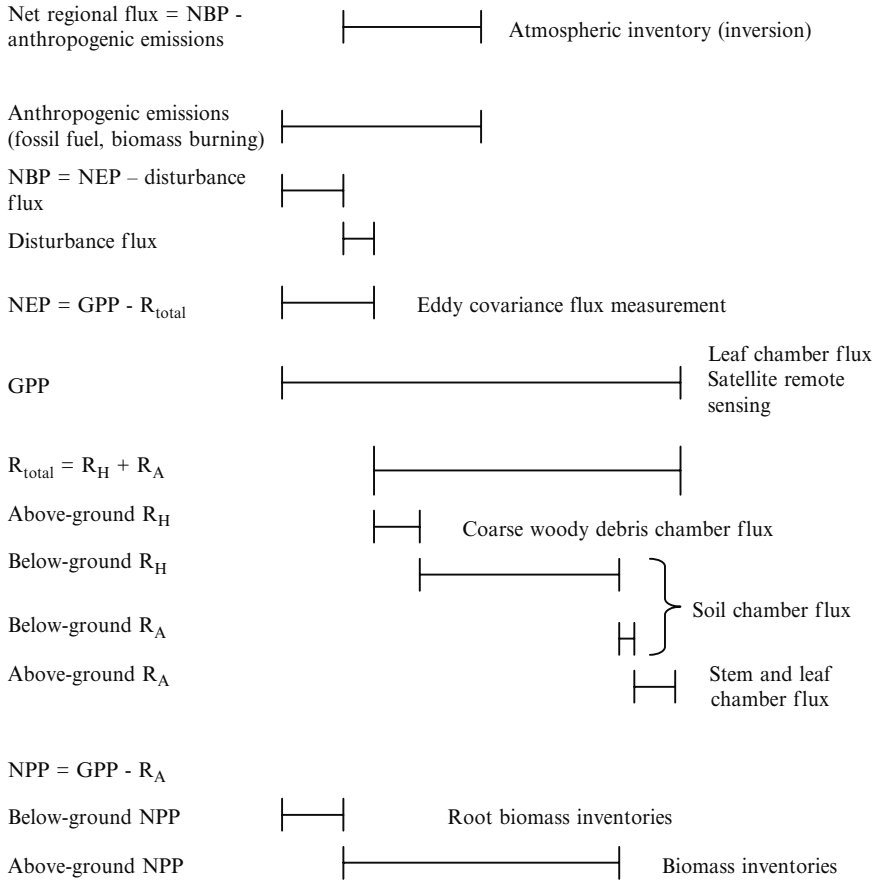 Net regional flux = NBP -
anthropogenic emissions
Atmospheric inventory (inversion)
Anthropogenic emissions
(fossil fuel, biomass burning)
NBP = NEP – disturbance
flux
Disturbance flux
NEP = GPP - R_total
Eddy covariance flux measurement
GPP
Leaf chamber flux
Satellite remote
sensing
R_total = R_H + R_A
Above-ground R_H
Coarse woody debris chamber flux
Below-ground R_H
Soil chamber flux
Below-ground R_A
Above-ground R_A
Stem and leaf
chamber flux
NPP = GPP - R_A
Below-ground NPP
Root biomass inventories
Above-ground NPP
Biomass inventories